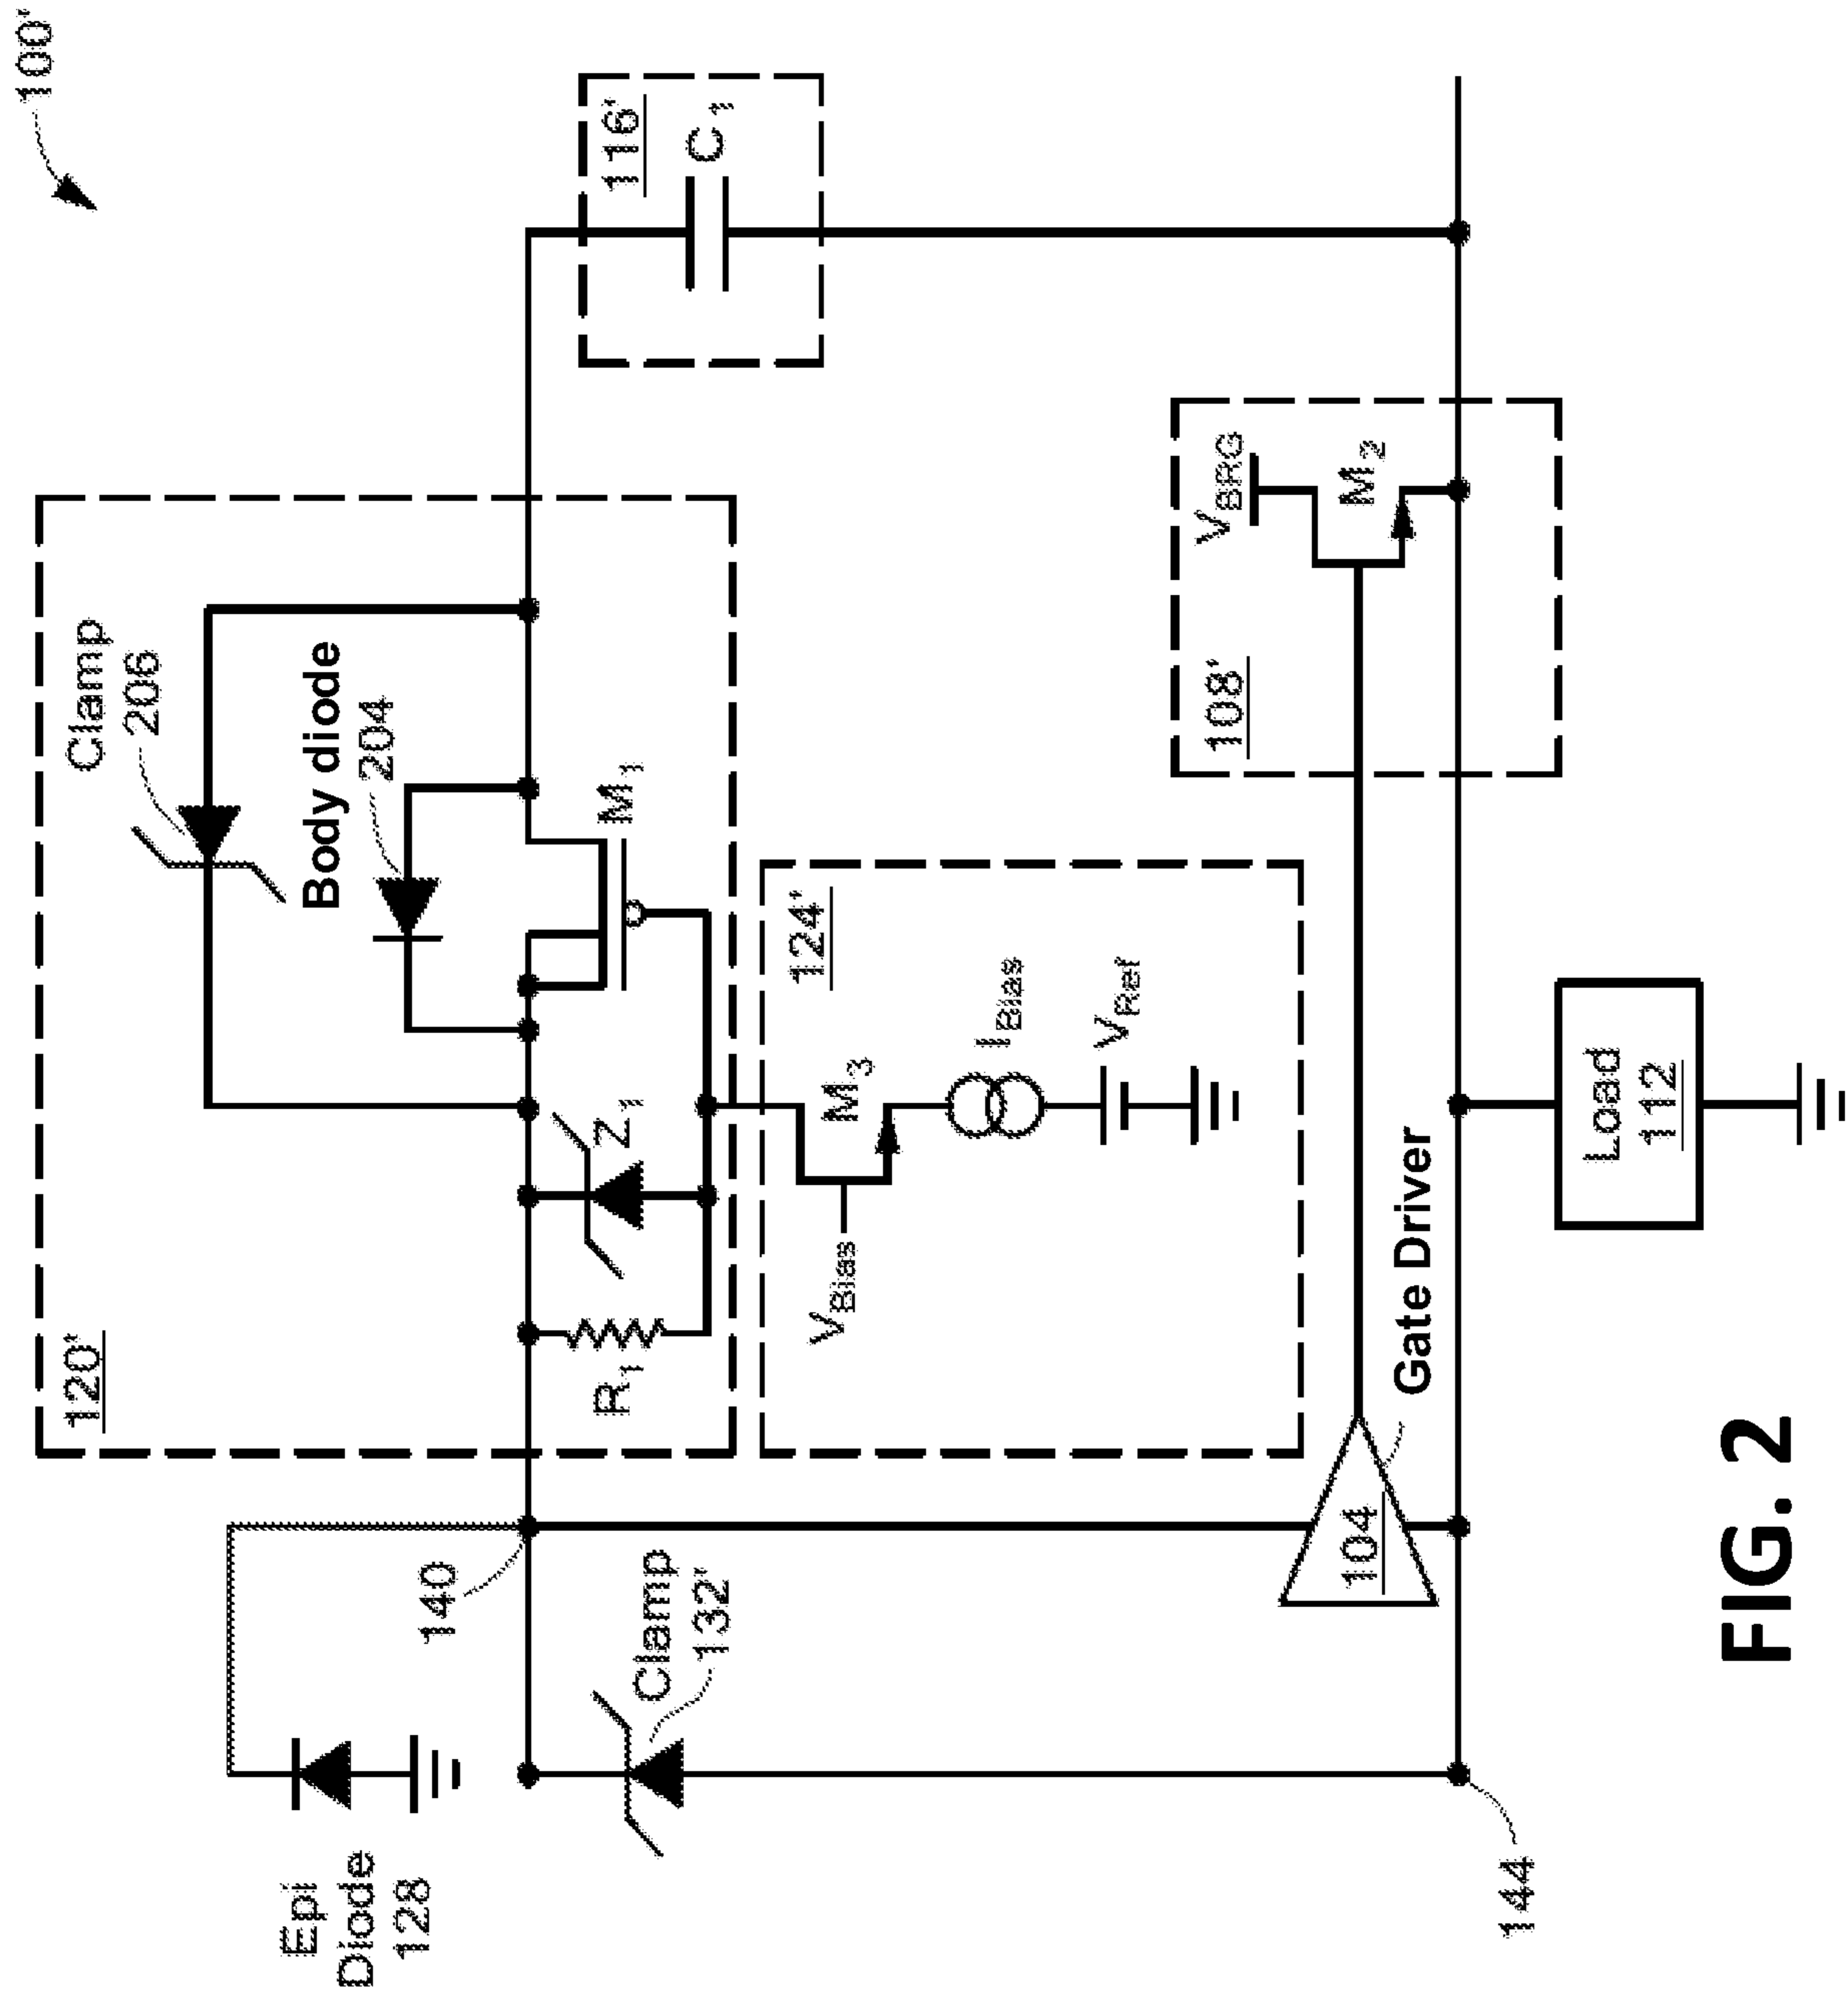 100'
120'
Clamp
206
Body diode
204
M1
Z1
R1
116'
C1
Epi
Diode
128
140
Clamp
132'
124'
M3
VBias
IBias
VRef
108'
VBRG
M2
104
Gate Driver
144
Load
112
FIG. 2